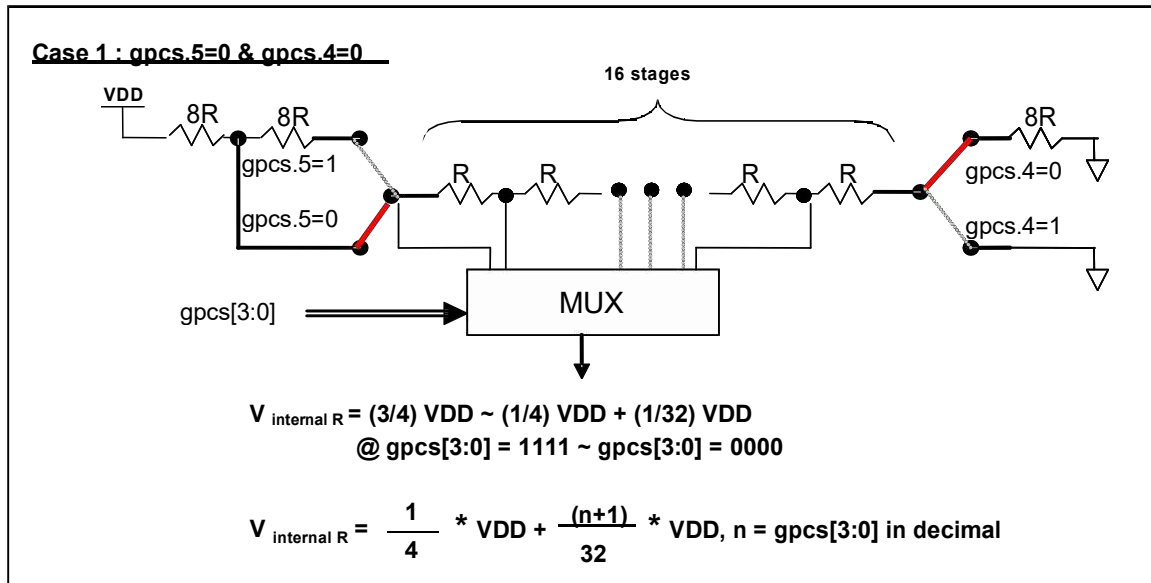 Case 1 : gpcs.5=0 & gpcs.4=0
16 stages
VDD
8R 8R 8R
gpcs.5=1
R R R R
gpcs.4=0
gpcs.5=0
gpcs.4=1
MUX
gpcs[3:0]
V internal R = (3/4) VDD ~ (1/4) VDD + (1/32) VDD
@ gpcs[3:0] = 1111 ~ gpcs[3:0] = 0000
V internal R = 1/4 * VDD + (n+1)/32 * VDD, n = gpcs[3:0] in decimal